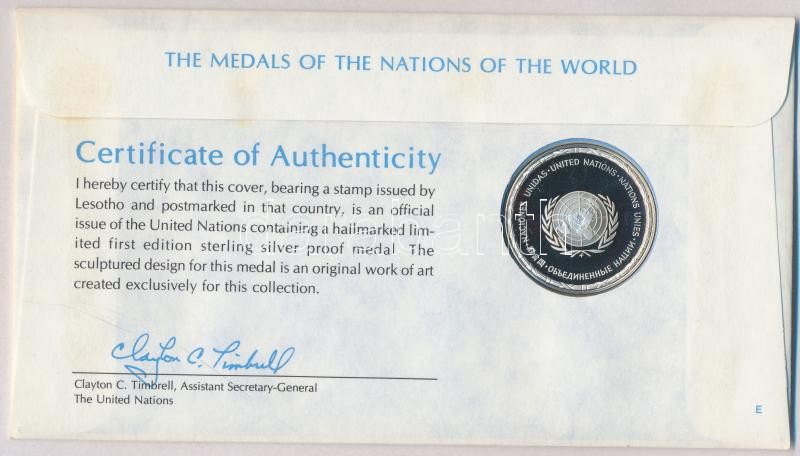 THE MEDALS OF THE NATIONS OF THE WORLD
Certificate of Authenticity
I hereby certify that this cover, bearing a stamp issued by
Lesotho and postmarked in that country, is an official
issue of the United Nations containing a hallmarked lim-
ited first edition sterling silver proof medal. The
sculptured design for this medal is an original work of art
created exclusively for this collection.
Clayton C. Timbrell
Clayton C. Timbrell, Assistant Secretary-General
The United Nations
NACIONES UNIDAS · UNITED NATIONS · NATIONS UNIES · ОБЪЕДИНЕННЫЕ НАЦИИ ·
E